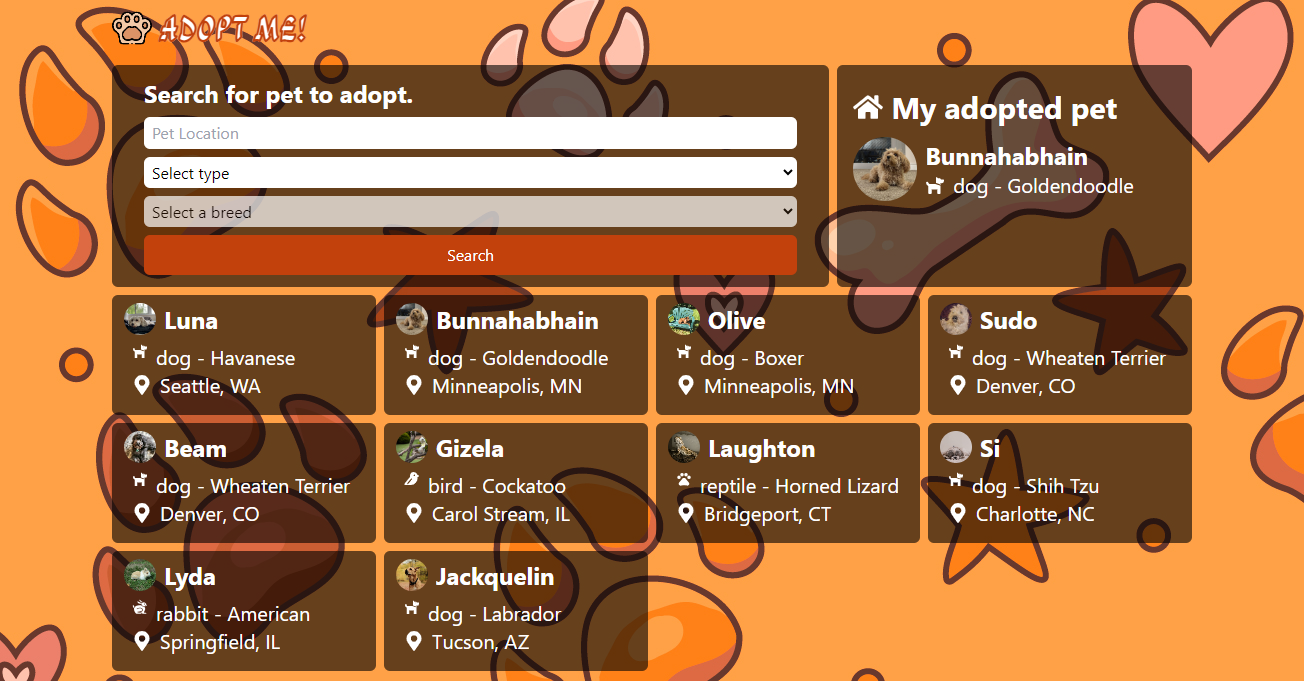 ADOPT ME!
Search for pet to adopt.
Pet Location
Select type
Select a breed
Search
My adopted pet
Bunnahabhain
dog - Goldendoodle
Luna
dog - Havanese
Seattle, WA
Bunnahabhain
dog - Goldendoodle
Minneapolis, MN
Olive
dog - Boxer
Minneapolis, MN
Sudo
dog - Wheaten Terrier
Denver, CO
Beam
dog - Wheaten Terrier
Denver, CO
Gizela
bird - Cockatoo
Carol Stream, IL
Laughton
reptile - Horned Lizard
Bridgeport, CT
Si
dog - Shih Tzu
Charlotte, NC
Lyda
rabbit - American
Springfield, IL
Jackquelin
dog - Labrador
Tucson, AZ